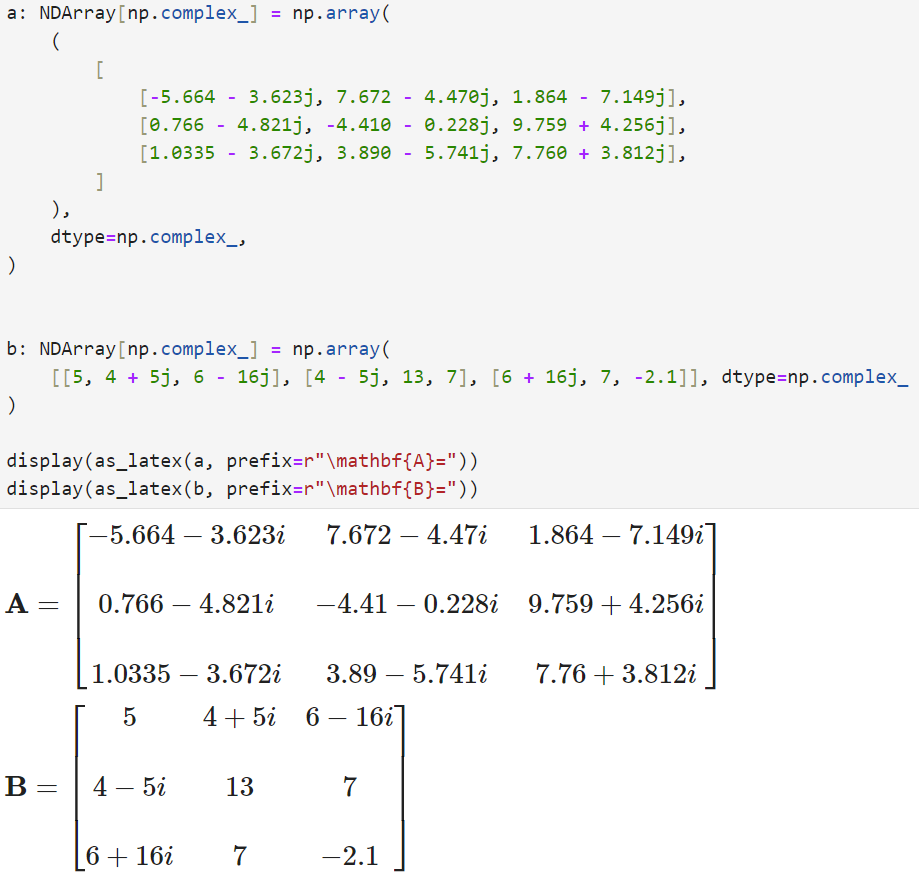 a: NDArray[np.complex_] = np.array(
    (
        [
            [-5.664 - 3.623j, 7.672 - 4.470j, 1.864 - 7.149j],
            [0.766 - 4.821j, -4.410 - 0.228j, 9.759 + 4.256j],
            [1.0335 - 3.672j, 3.890 - 5.741j, 7.760 + 3.812j],
        ]
    ),
    dtype=np.complex_,
)
b: NDArray[np.complex_] = np.array(
    [[5, 4 + 5j, 6 - 16j], [4 - 5j, 13, 7], [6 + 16j, 7, -2.1]], dtype=np.complex_
)
display(as_latex(a, prefix=r"\mathbf{A}="))
display(as_latex(b, prefix=r"\mathbf{B}="))
−5.664 − 3.623i 7.672 − 4.47i 1.864 − 7.149i
A = 0.766 − 4.821i −4.41 − 0.228i 9.759 + 4.256i
1.0335 − 3.672i 3.89 − 5.741i 7.76 + 3.812i
5 4 + 5i 6 − 16i
B = 4 − 5i 13 7
6 + 16i 7 −2.1